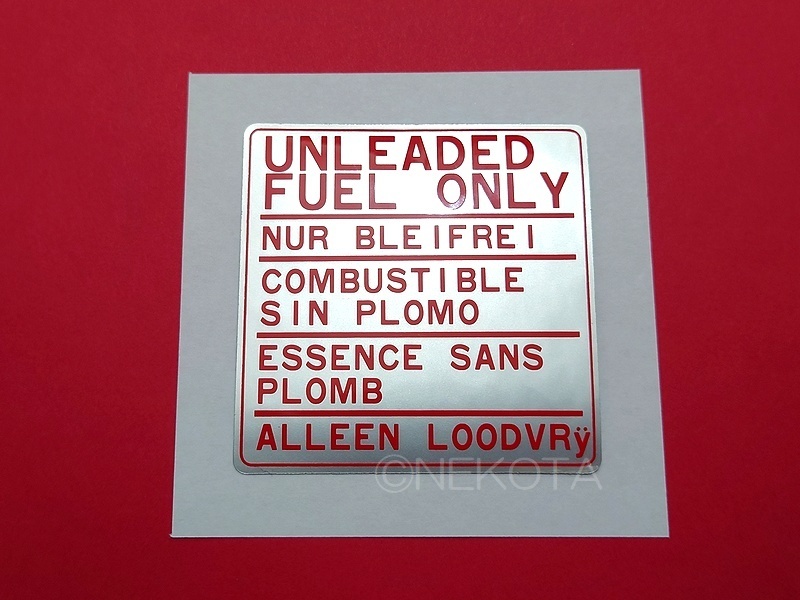 UNLEADED
FUEL ONLY
NUR BLEIFREI
COMBUSTIBLE
SIN PLOMO
ESSENCE SANS
PLOMB
ALLEEN LOODVRÿ
©NEKOTA